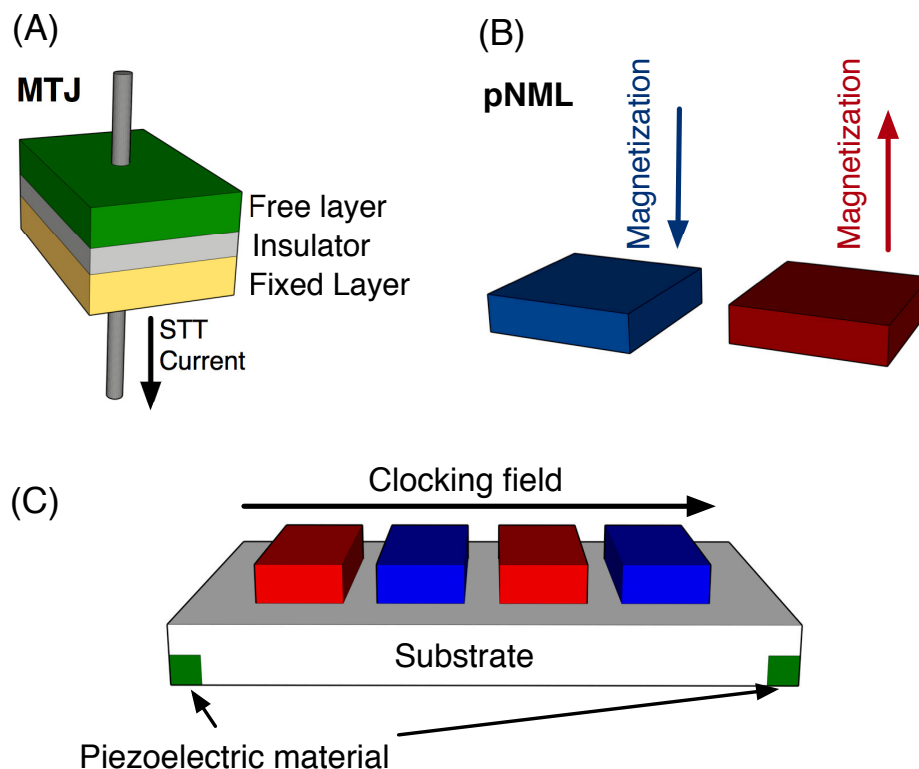 (A)
MTJ
Free layer
Insulator
Fixed Layer
STT
Current
(B)
pNML
Magnetization
Magnetization
(C)
Clocking field
Substrate
Piezoelectric material